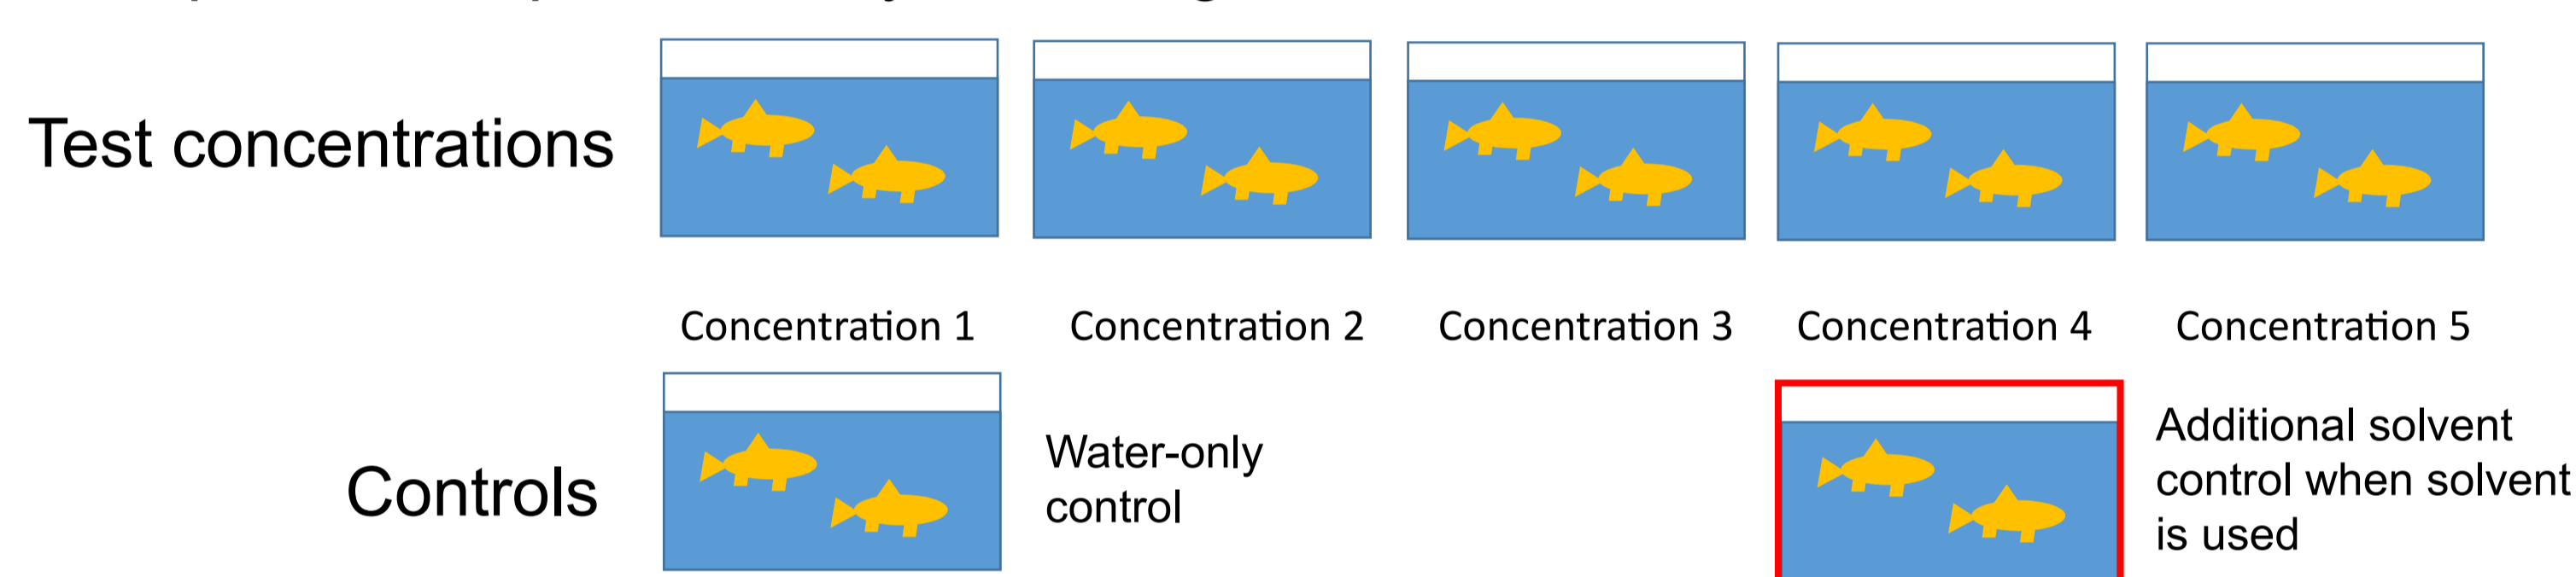 Test concentrations
Concentration 1
Concentration 2
Concentration 3
Concentration 4
Concentration 5
Controls
Water-only
control
Additional solvent
control when solvent
is used